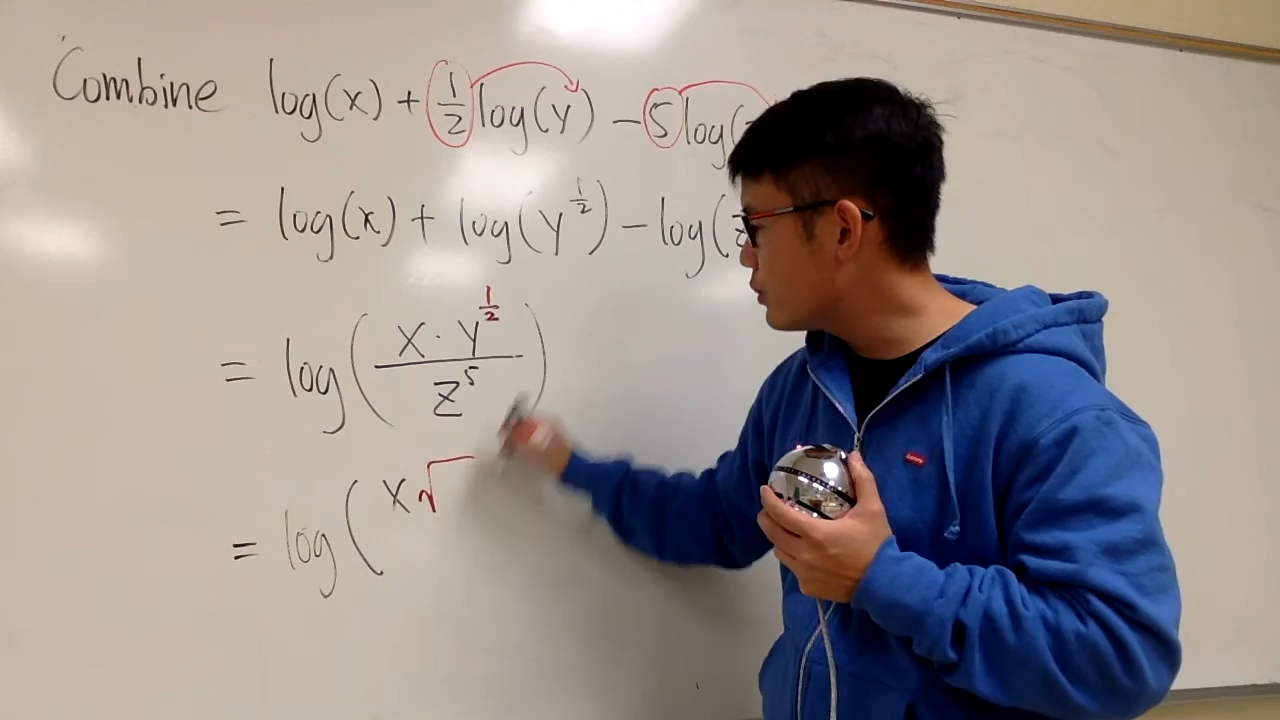 Combine log(x) + 1/2 log(y) − 5 log(
= log(x) + log(y^(1/2)) − log(z
= log( (x · y^(1/2)) / z^5 )
= log( x√